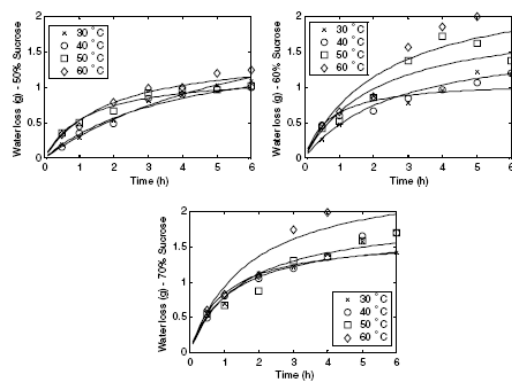 Water loss (g) - 50% Sucrose
2
1.5
1
0.5
0
× 30 °C
○ 40 °C
□ 50 °C
◇ 60 °C
0 1 2 3 4 5 6
Time (h)
Water loss (g) - 60% Sucrose
2
1.5
1
0.5
0
× 30 °C
○ 40 °C
□ 50 °C
◇ 60 °C
0 1 2 3 4 5 6
Time (h)
Water loss (g) - 70% Sucrose
2
1.5
1
0.5
0
× 30 °C
○ 40 °C
□ 50 °C
◇ 60 °C
0 1 2 3 4 5 6
Time (h)